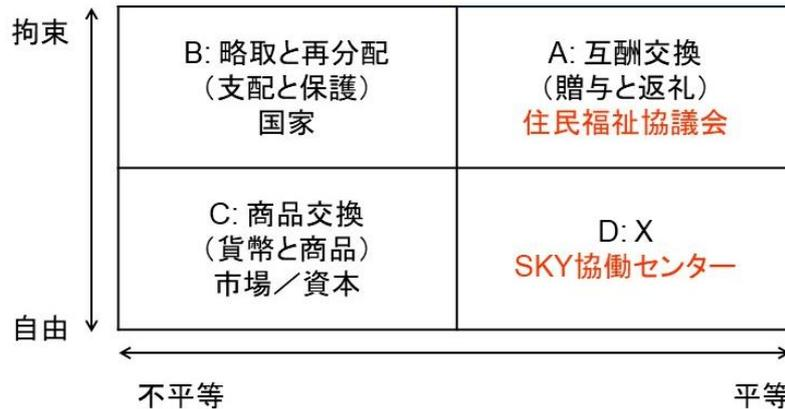 拘束
B: 略取と再分配
（支配と保護）
国家
A: 互酬交換
（贈与と返礼）
住民福祉協議会
C: 商品交換
（貨幣と商品）
市場／資本
D: X
SKY協働センター
自由
不平等
平等